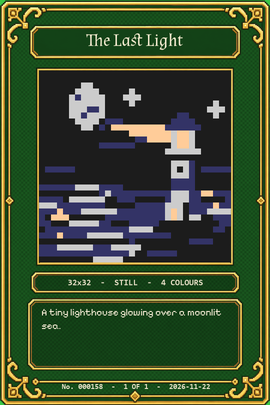 The Last Light
32x32 - STILL - 4 COLOURS
A tiny lighthouse glowing over a moonlit
sea.
No. 000158 - 1 OF 1 - 2026-11-22